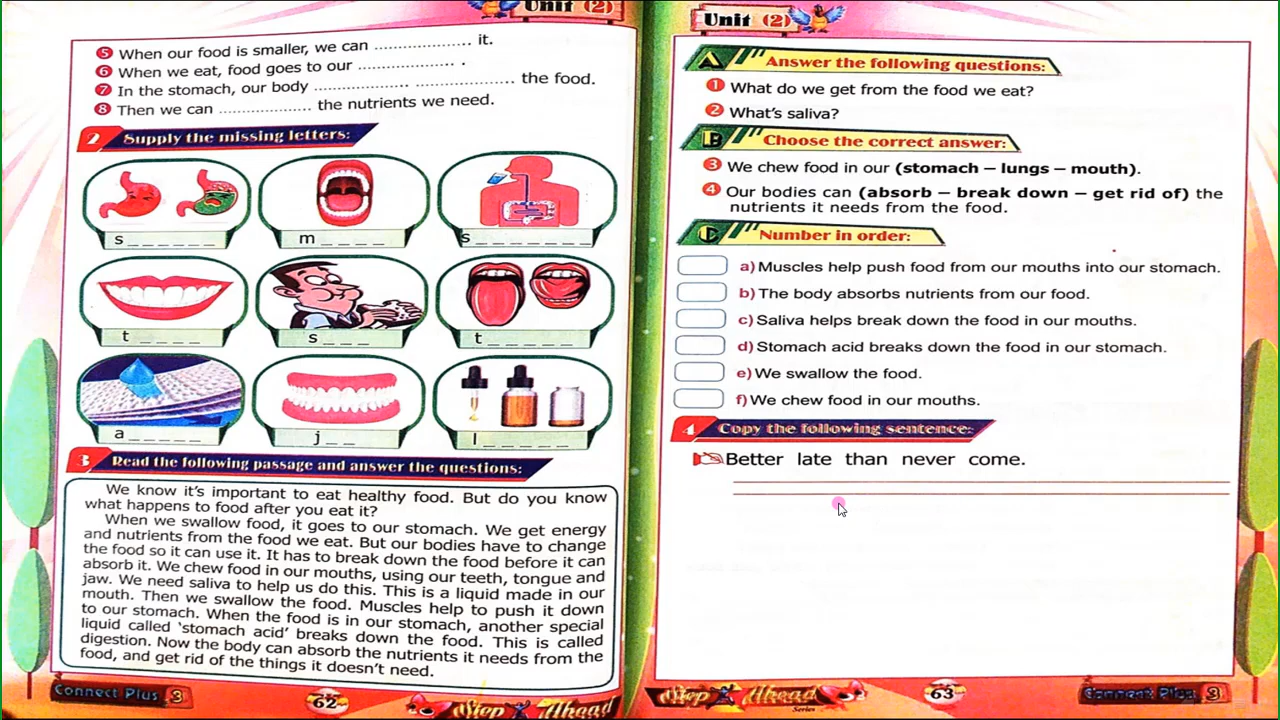 Unit (2)
5 When our food is smaller, we can .................... it.
6 When we eat, food goes to our .................... .
7 In the stomach, our body .................... .................... the food.
8 Then we can .................... the nutrients we need.
2 Supply the missing letters:
s _ _ _ _ _ _
m _ _ _ _
s _ _ _ _ _ _ _
t _ _ _ _
s _ _ _
t _ _ _ _ _
a _ _ _ _ _
j _ _
l _ _ _ _ _
3 Read the following passage and answer the questions:
We know it's important to eat healthy food. But do you know
what happens to food after you eat it?
When we swallow food, it goes to our stomach. We get energy
and nutrients from the food we eat. But our bodies have to change
the food so it can use it. It has to break down the food before it can
absorb it. We chew food in our mouths, using our teeth, tongue and
jaw. We need saliva to help us do this. This is a liquid made in our
mouth. Then we swallow the food. Muscles help to push it down
to our stomach. When the food is in our stomach, another special
liquid called 'stomach acid' breaks down the food. This is called
digestion. Now the body can absorb the nutrients it needs from the
food, and get rid of the things it doesn't need.
Connect Plus 3
62
Step Ahead
Unit (2)
A Answer the following questions:
1 What do we get from the food we eat?
2 What's saliva?
B Choose the correct answer:
3 We chew food in our (stomach – lungs – mouth).
4 Our bodies can (absorb – break down – get rid of) the
nutrients it needs from the food.
C Number in order:
a) Muscles help push food from our mouths into our stomach.
b) The body absorbs nutrients from our food.
c) Saliva helps break down the food in our mouths.
d) Stomach acid breaks down the food in our stomach.
e) We swallow the food.
f) We chew food in our mouths.
4 Copy the following sentence:
Better late than never come.
Step Ahead
Series
63
Connect Plus 3